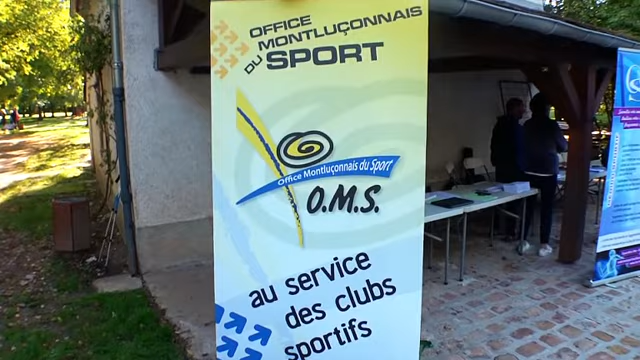 OFFICE
MONTLUÇONNAIS
DU SPORT
Office Montluçonnais du Sport
O.M.S.
au service
des clubs
sportifs